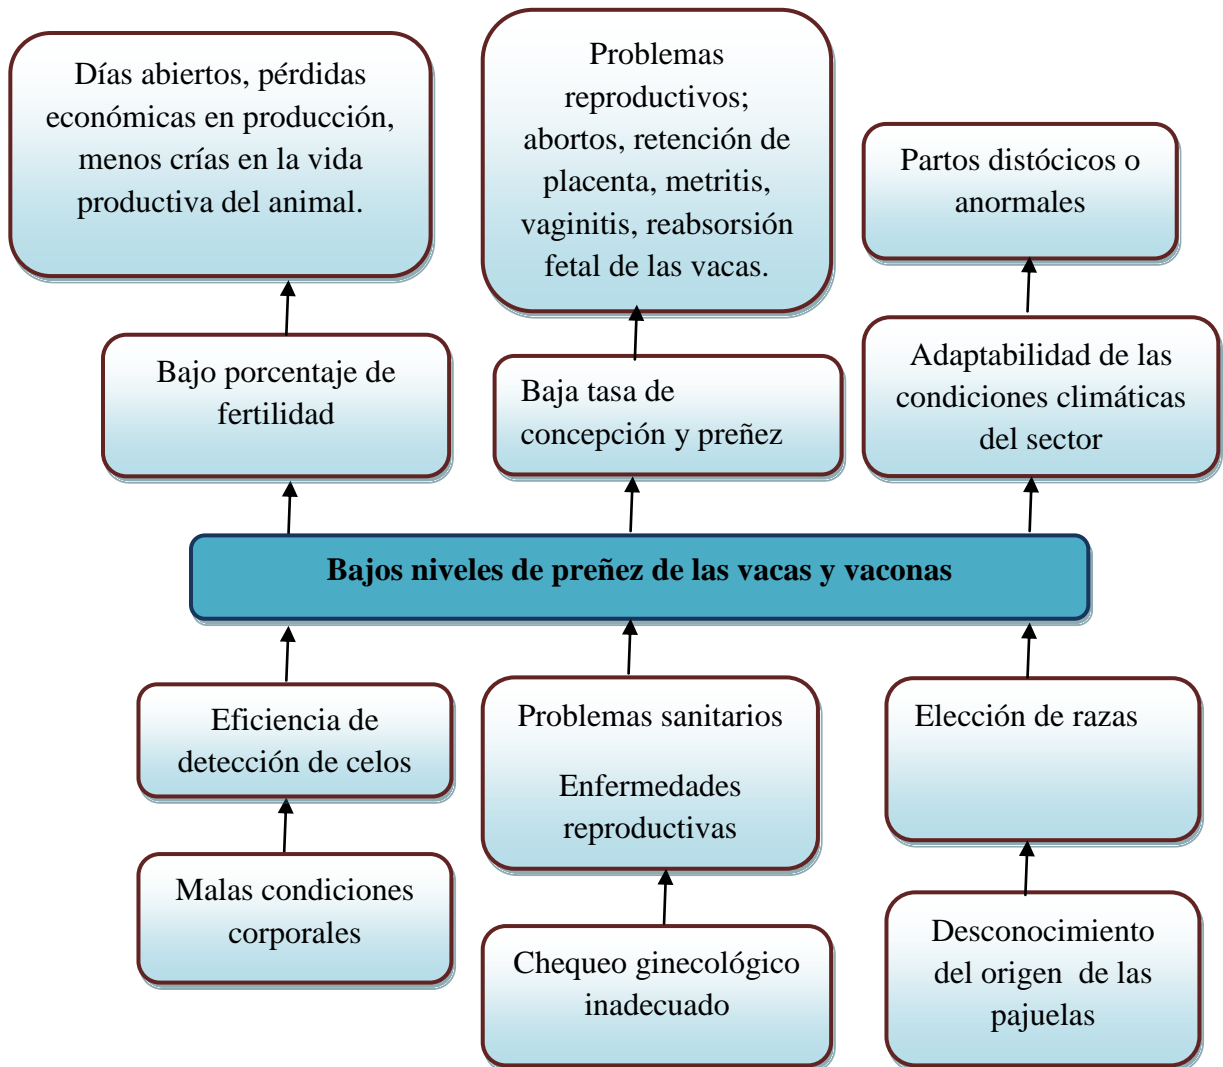 Días abiertos, pérdidas
económicas en producción,
menos crías en la vida
productiva del animal.
Problemas
reproductivos;
abortos, retención de
placenta, metritis,
vaginitis, reabsorsión
fetal de las vacas.
Partos distócicos o
anormales
Bajo porcentaje de
fertilidad
Baja tasa de
concepción y preñez
Adaptabilidad de las
condiciones climáticas
del sector
Bajos niveles de preñez de las vacas y vaconas
Eficiencia de
detección de celos
Problemas sanitarios
Enfermedades
reproductivas
Elección de razas
Malas condiciones
corporales
Chequeo ginecológico
inadecuado
Desconocimiento
del origen  de las
pajuelas